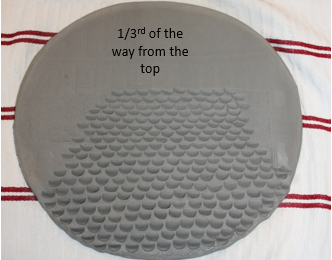 1/3rd of the
way from the
top